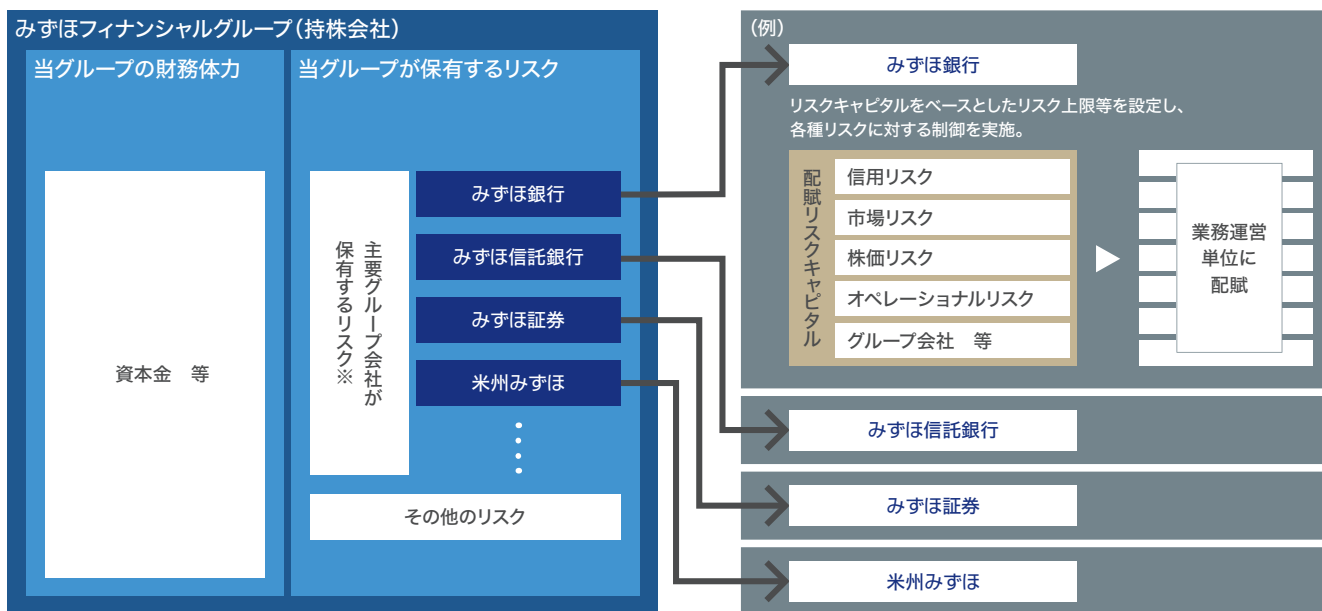 みずほフィナンシャルグループ（持株会社）
当グループの財務体力
資本金　等
当グループが保有するリスク
主要グループ会社が
保有するリスク※
みずほ銀行
みずほ信託銀行
みずほ証券
米州みずほ
その他のリスク
（例）
みずほ銀行
リスクキャピタルをベースとしたリスク上限等を設定し、
各種リスクに対する制御を実施。
配賦リスクキャピタル
信用リスク
市場リスク
株価リスク
オペレーショナルリスク
グループ会社　等
業務運営
単位に
配賦
みずほ信託銀行
みずほ証券
米州みずほ